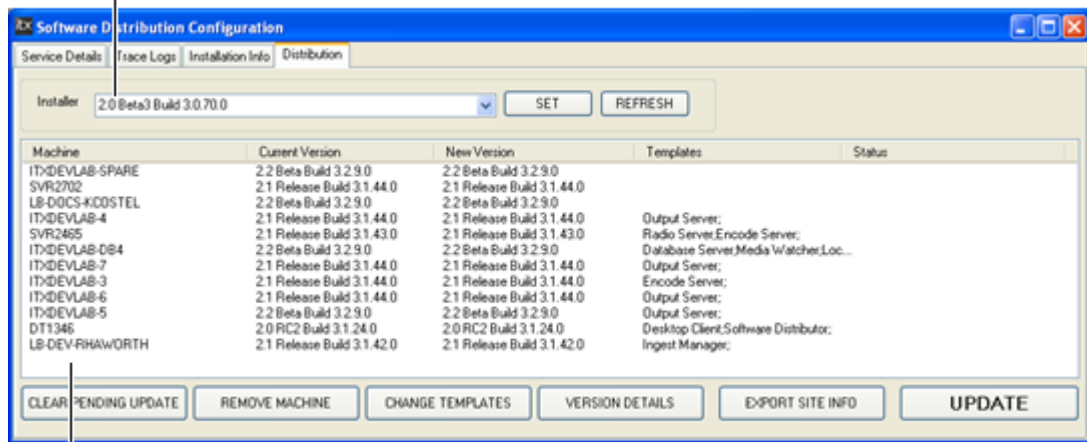 itx Software Distribution Configuration
Service Details Trace Logs Installation Info Distribution
Installer 2.0 Beta3 Build 3.0.70.0 SET REFRESH
Machine Current Version New Version Templates Status
ITXDEVLAB-SPARE 2.2 Beta Build 3.2.9.0 2.2 Beta Build 3.2.9.0
SVR2702 2.1 Release Build 3.1.44.0 2.1 Release Build 3.1.44.0
LB-DOCS-KCOSTEL 2.2 Beta Build 3.2.9.0 2.2 Beta Build 3.2.9.0
ITXDEVLAB-4 2.1 Release Build 3.1.44.0 2.1 Release Build 3.1.44.0 Output Server;
SVR2465 2.1 Release Build 3.1.43.0 2.1 Release Build 3.1.43.0 Radio Server;Encode Server;
ITXDEVLAB-DB4 2.2 Beta Build 3.2.9.0 2.2 Beta Build 3.2.9.0 Database Server;Media Watcher;Loc...
ITXDEVLAB-7 2.1 Release Build 3.1.44.0 2.1 Release Build 3.1.44.0 Output Server;
ITXDEVLAB-3 2.1 Release Build 3.1.44.0 2.1 Release Build 3.1.44.0 Encode Server;
ITXDEVLAB-6 2.1 Release Build 3.1.44.0 2.1 Release Build 3.1.44.0 Output Server;
ITXDEVLAB-5 2.2 Beta Build 3.2.9.0 2.2 Beta Build 3.2.9.0 Output Server;
DT1346 2.0 RC2 Build 3.1.24.0 2.0 RC2 Build 3.1.24.0 Desktop Client;Software Distributor;
LB-DEV-RHAWORTH 2.1 Release Build 3.1.42.0 2.1 Release Build 3.1.42.0 Ingest Manager;
CLEAR PENDING UPDATE REMOVE MACHINE CHANGE TEMPLATES VERSION DETAILS EXPORT SITE INFO UPDATE